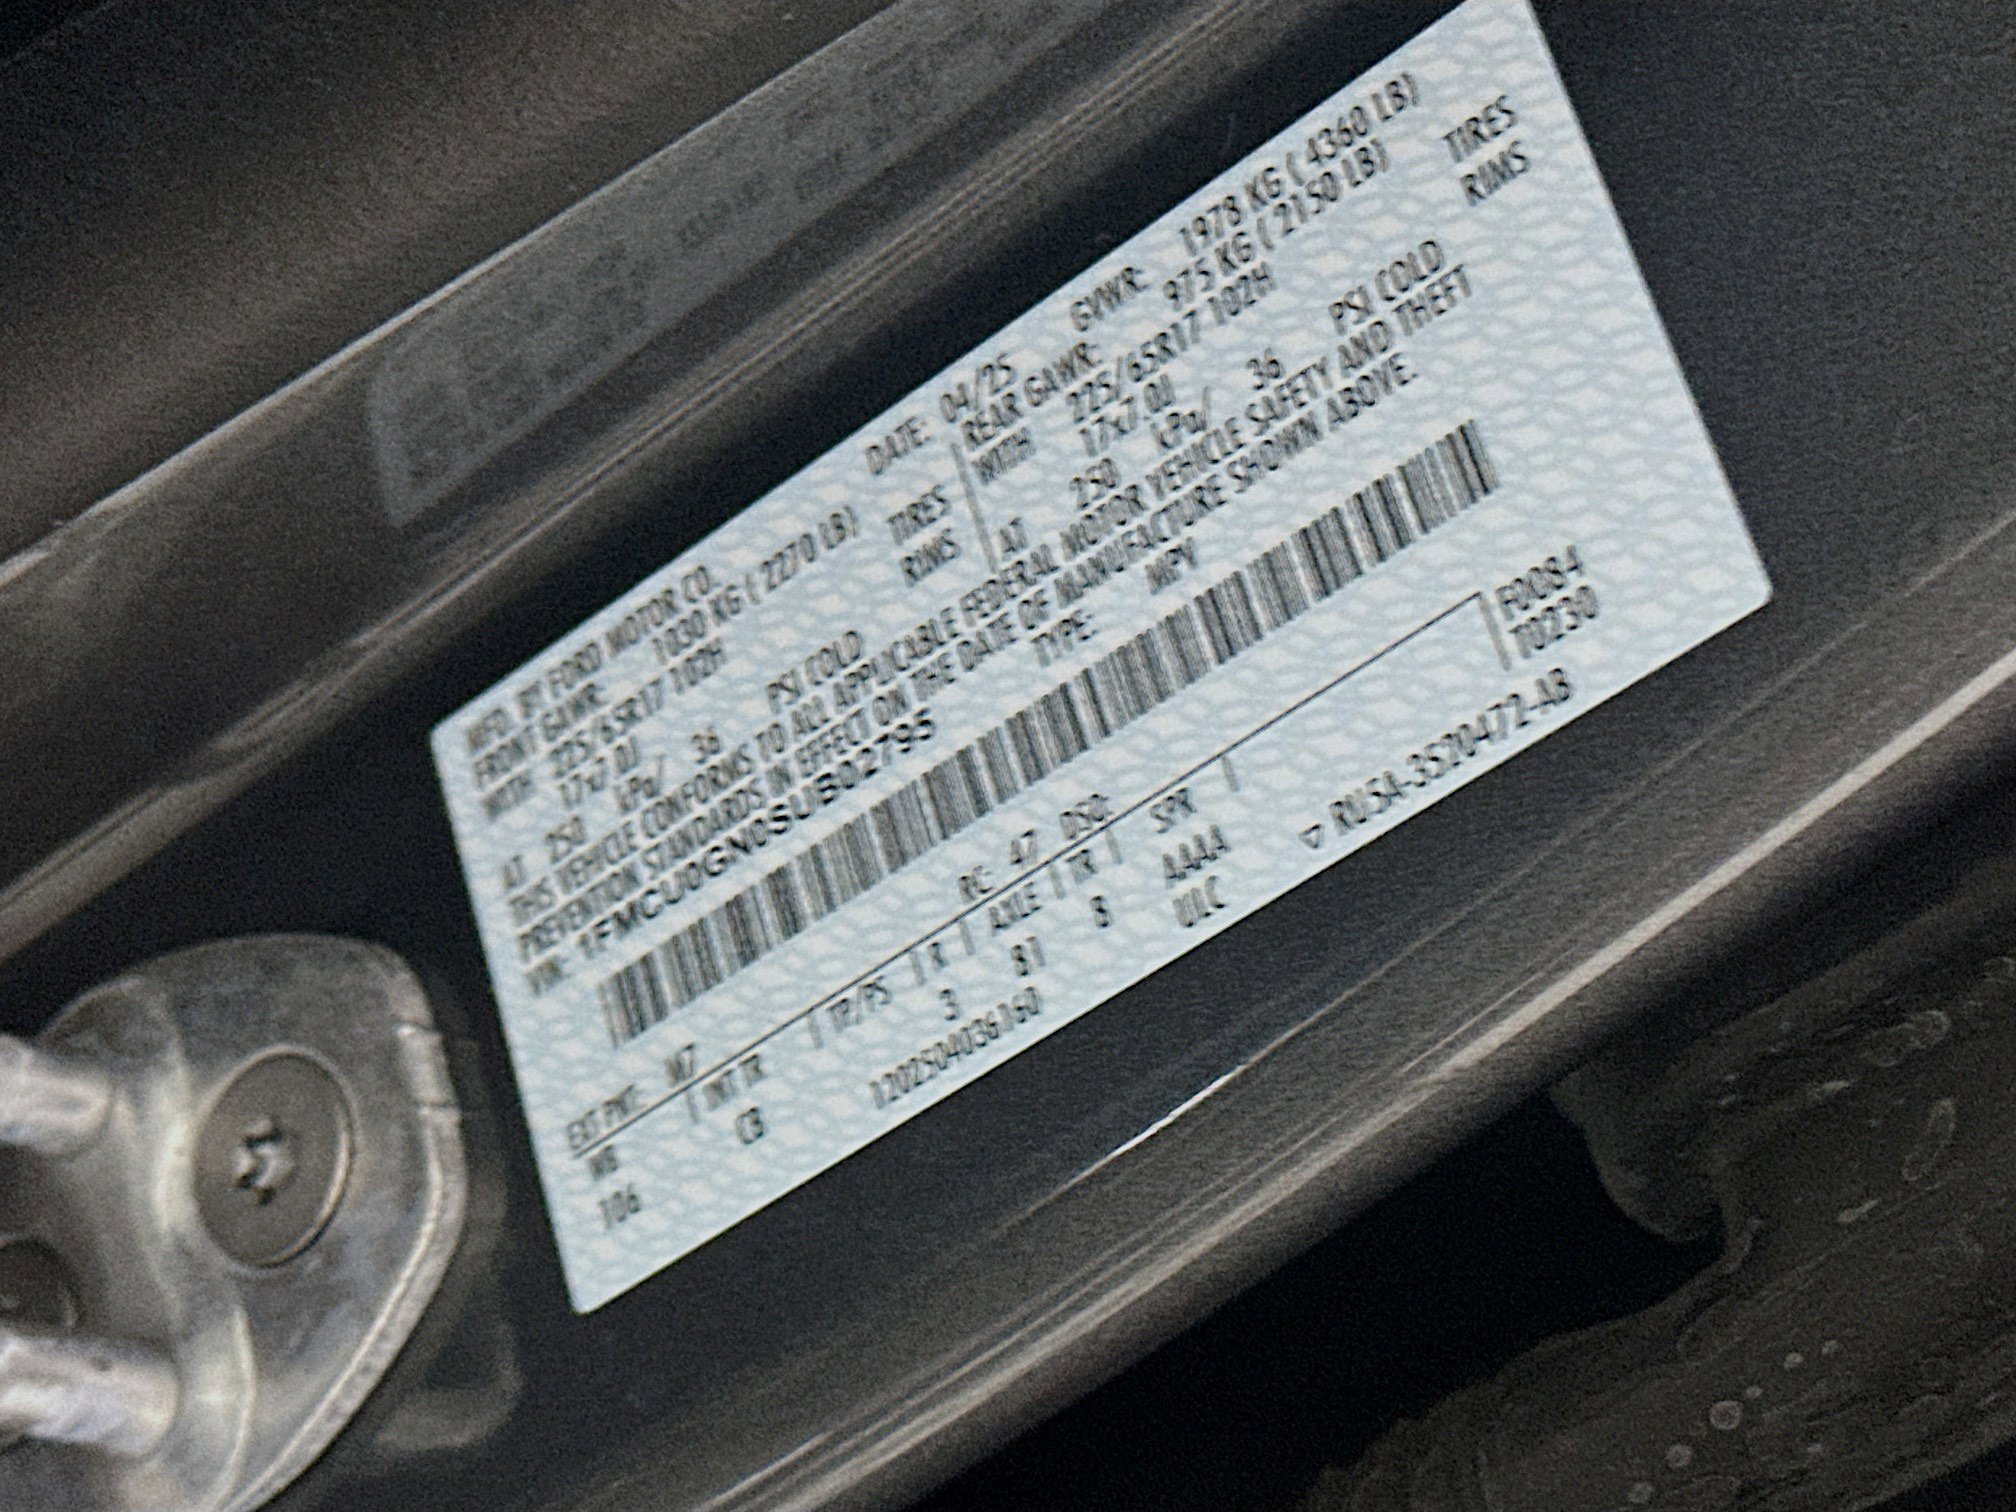 MFD. BY FORD MOTOR CO.
DATE: 04/25 GVWR: 1978 KG ( 4360 LB)
FRONT GAWR: 1030 KG ( 2270 LB) REAR GAWR: 975 KG ( 2150 LB)
WITH 225/65R17 102H TIRES WITH 225/65R17 102H TIRES
17x7.0J RIMS 17x7.0J RIMS
AT 250 kPa/ 36 PSI COLD AT 250 kPa/ 36 PSI COLD
THIS VEHICLE CONFORMS TO ALL APPLICABLE FEDERAL MOTOR VEHICLE SAFETY AND THEFT
PREVENTION STANDARDS IN EFFECT ON THE DATE OF MANUFACTURE SHOWN ABOVE.
VIN: 1FMCU0GN0SUB02795 TYPE: MPV
EXT PNT: M7 RC: 47 DSO: F0084
WB INT TR TP/PS R AXLE TR SPR T0230
106 CB 3 81 8 AAAA
1202504036160 ULC
▽ RU5A-3520472-AB